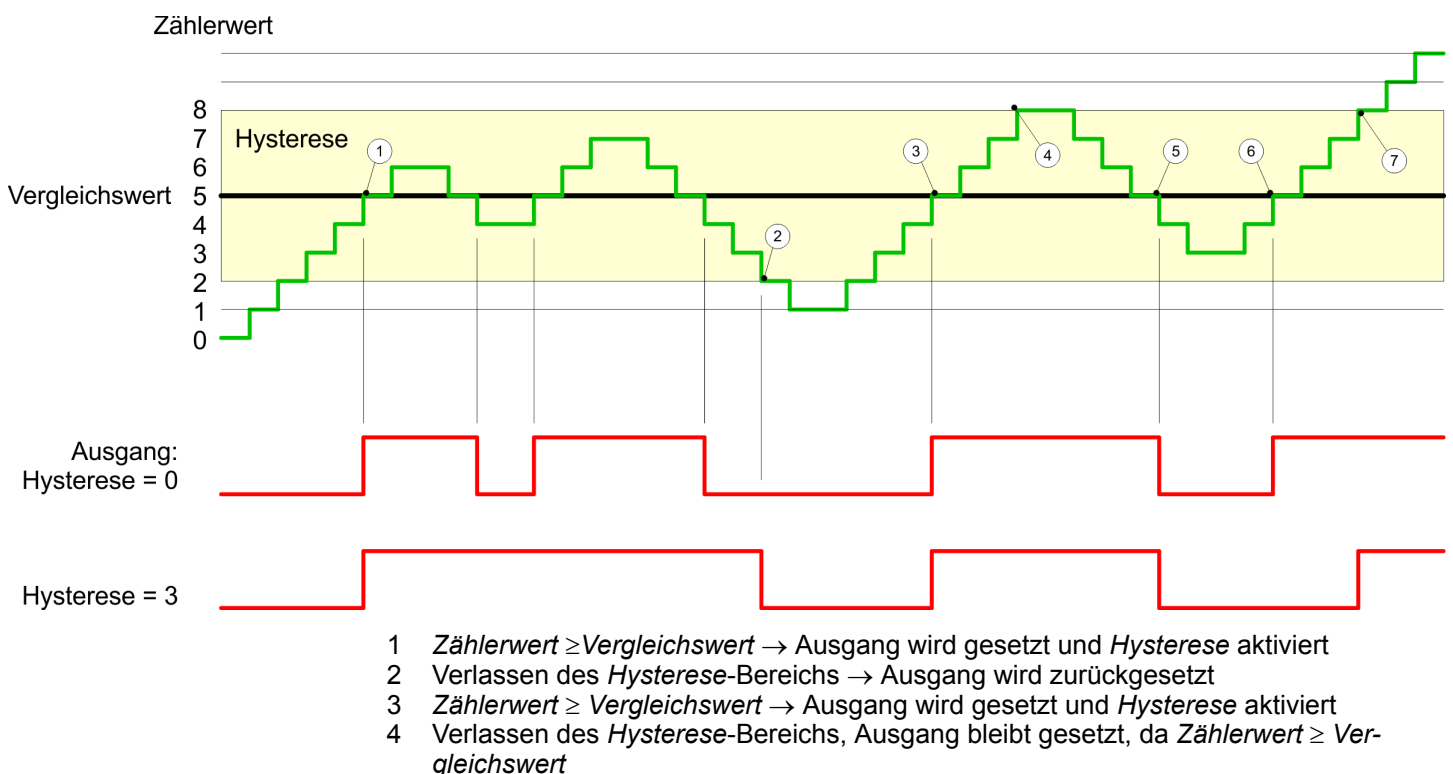 Zählerwert
8
7
Hysterese
1
3
4
5
6
7
6
Vergleichswert 5
4
2
3
2
1
0
Ausgang:
Hysterese = 0
Hysterese = 3
1 Zählerwert ≥Vergleichswert → Ausgang wird gesetzt und Hysterese aktiviert
2 Verlassen des Hysterese-Bereichs → Ausgang wird zurückgesetzt
3 Zählerwert ≥ Vergleichswert → Ausgang wird gesetzt und Hysterese aktiviert
4 Verlassen des Hysterese-Bereichs, Ausgang bleibt gesetzt, da Zählerwert ≥ Ver-
gleichswert